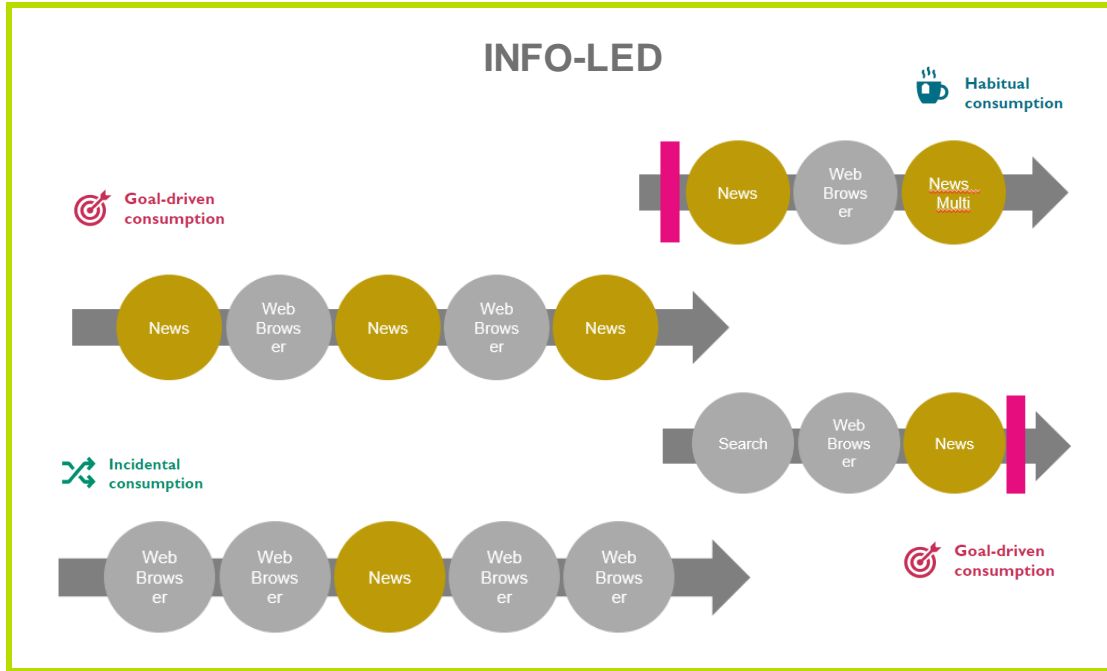 INFO-LED
Habitual
consumption
News
Web
Brows
er
News
Multi
Goal-driven
consumption
News
Web
Brows
er
News
Web
Brows
er
News
Search
Web
Brows
er
News
Incidental
consumption
Web
Brows
er
Web
Brows
er
News
Web
Brows
er
Web
Brows
er
Goal-driven
consumption